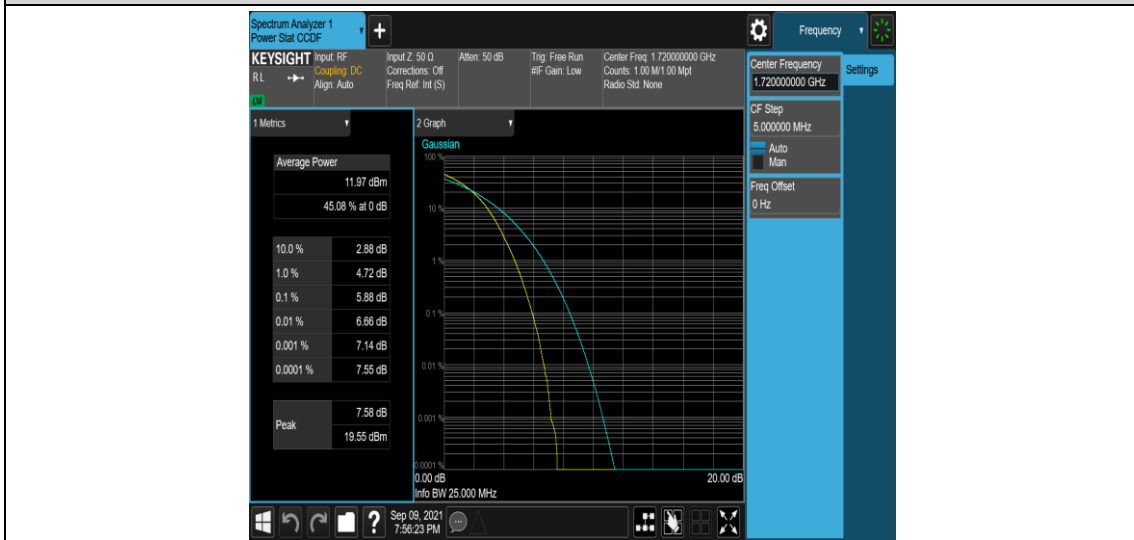 Spectrum Analyzer 1
Power Stat CCDF
+
Frequency
KEYSIGHT
RL
LXI
Input: RF
Coupling: DC
Align: Auto
Input Z: 50 Ω
Corrections: Off
Freq Ref: Int (S)
Atten: 50 dB
Trig: Free Run
#IF Gain: Low
Center Freq: 1.720000000 GHz
Counts: 1.00 M/1.00 Mpt
Radio Std: None
Center Frequency
1.720000000 GHz
Settings
CF Step
5.000000 MHz
Auto
Man
Freq Offset
0 Hz
1 Metrics
Average Power
11.97 dBm
45.08 % at 0 dB
10.0 % 2.88 dB
1.0 % 4.72 dB
0.1 % 5.88 dB
0.01 % 6.66 dB
0.001 % 7.14 dB
0.0001 % 7.55 dB
Peak
7.58 dB
19.55 dBm
2 Graph
Gaussian
100 %
10 %
1 %
0.1 %
0.01 %
0.001 %
0.0001 %
0.00 dB 20.00 dB
Info BW 25.000 MHz
?
Sep 09, 2021
7:56:23 PM